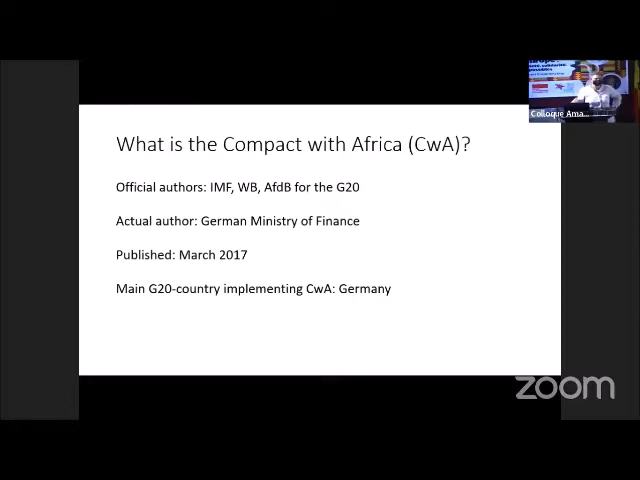 What is the Compact with Africa (CwA)?
Official authors: IMF, WB, AfdB for the G20
Actual author: German Ministry of Finance
Published: March 2017
Main G20-country implementing CwA: Germany
Colloque Ama...
zoom